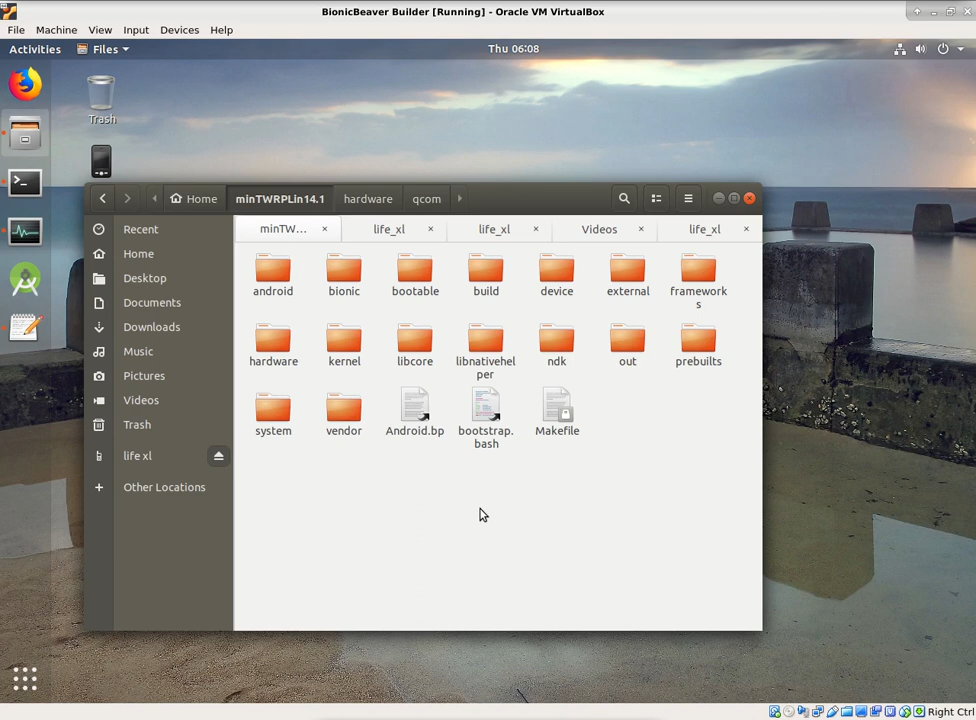 BionicBeaver Builder [Running] - Oracle VM VirtualBox
File Machine View Input Devices Help
Activities Files Thu 06:08
Trash
Home minTWRPLin14.1 hardware qcom
minTW... life_xl life_xl Videos life_xl
Recent
Home
Desktop
Documents
Downloads
Music
Pictures
Videos
Trash
life xl
Other Locations
android bionic bootable build device external framework
s
hardware kernel libcore libnativehel ndk out prebuilts
per
system vendor Android.bp bootstrap. Makefile
bash
Right Ctrl